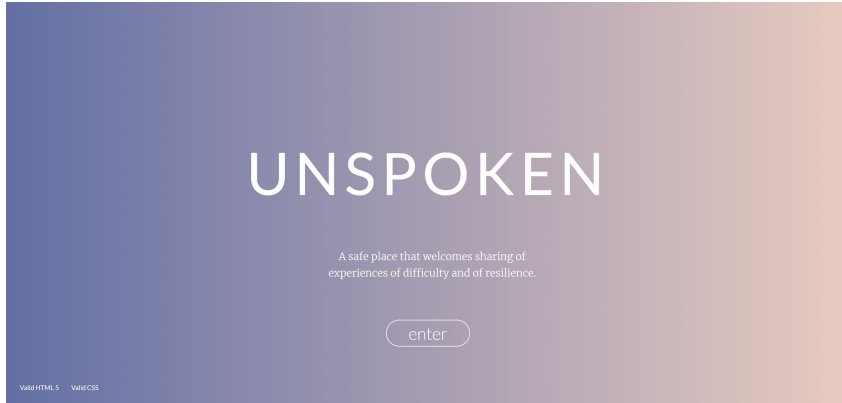 UNSPOKEN
A safe place that welcomes sharing of
experiences of difficulty and of resilience.
enter
Valid HTML 5 Valid CSS